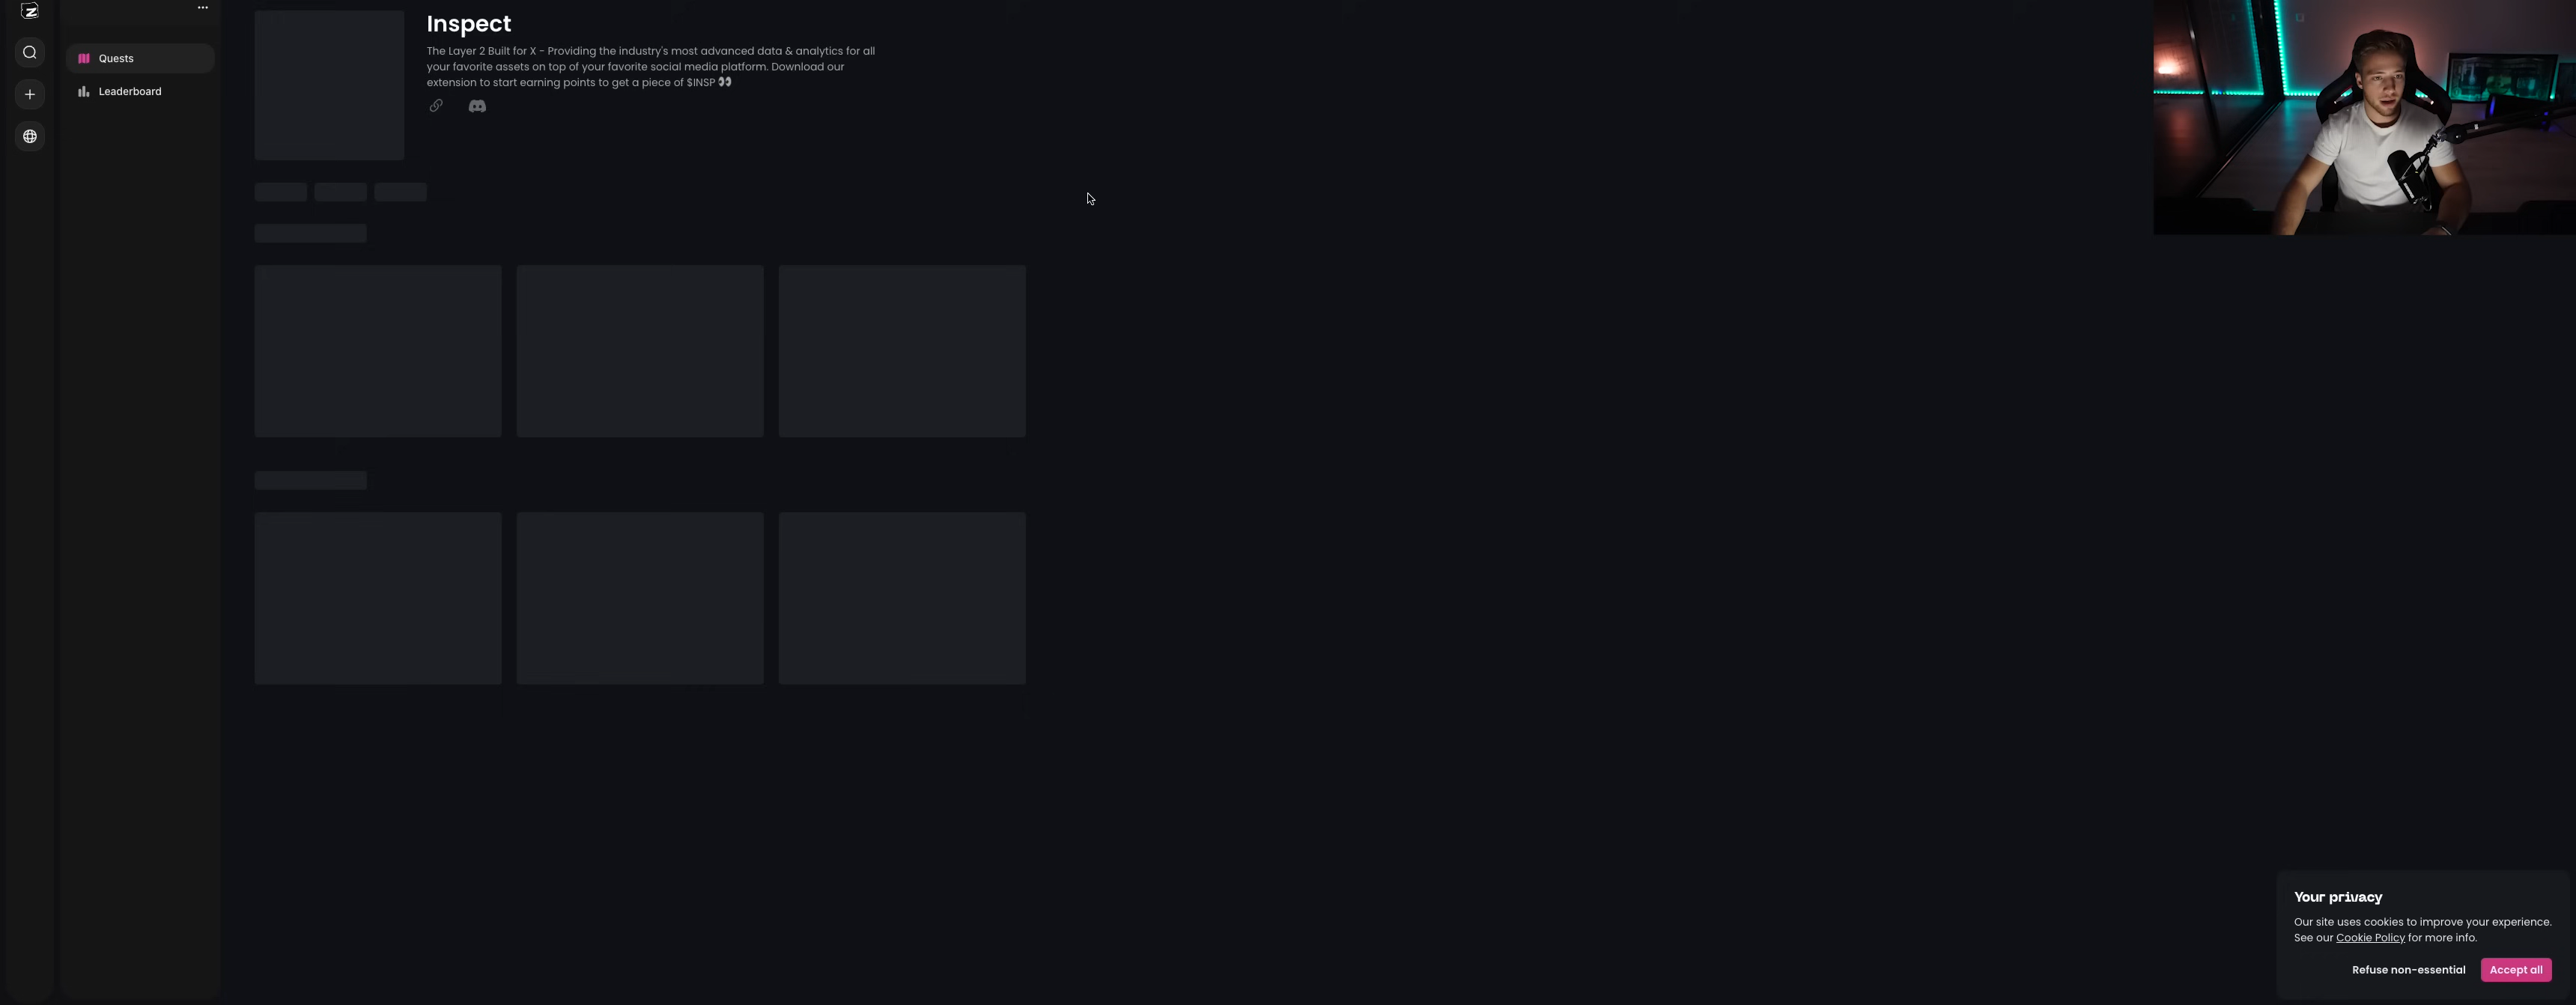 Inspect
The Layer 2 Built for X - Providing the industry's most advanced data & analytics for all
your favorite assets on top of your favorite social media platform. Download our
extension to start earning points to get a piece of $INSP 👀
Quests
Leaderboard
Your privacy
Our site uses cookies to improve your experience.
See our Cookie Policy for more info.
Refuse non-essential
Accept all